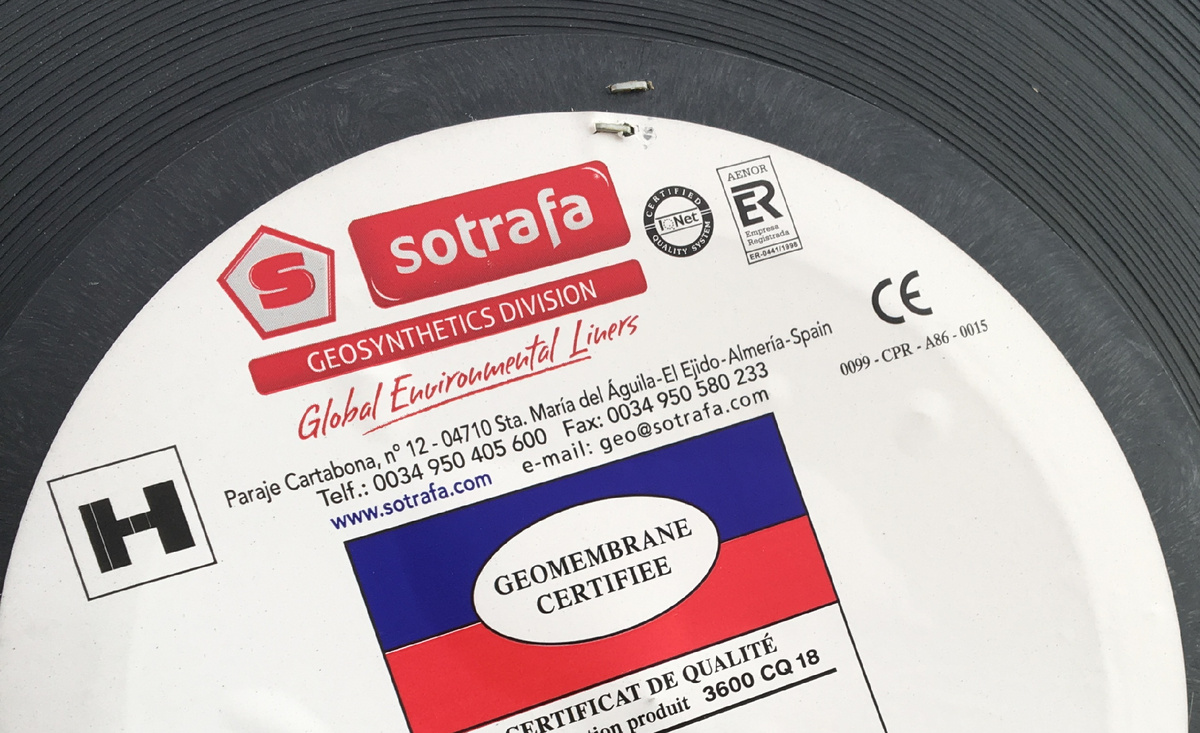 S
sotrafa
GEOSYNTHETICS DIVISION
Global Environmental Liners
CERTIFIED
IQNet
QUALITY SYSTEM
AENOR
ER
Empresa
Registrada
ER-0441/1998
CE
0099 - CPR - A86 - 0015
Paraje Cartabona, nº 12 - 04710 Sta. María del Águila-El Ejido-Almería-Spain
Telf.: 0034 950 405 600 Fax: 0034 950 580 233
www.sotrafa.com e-mail: geo@sotrafa.com
H
GEOMEMBRANE
CERTIFIEE
CERTIFICAT DE QUALITÉ
produit 3600 CQ 18